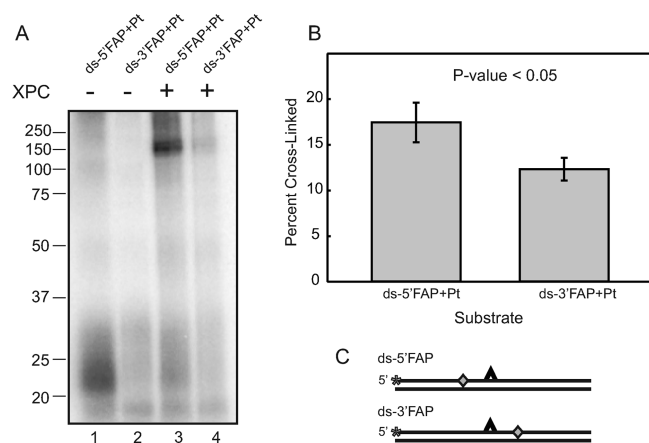 A
ds-5'FAP+Pt ds-3'FAP+Pt ds-5'FAP+Pt ds-3'FAP+Pt
XPC - - + +
250
150
100
75
50
37
25
20
1 2 3 4
B
P-value < 0.05
Percent Cross-Linked
20
15
10
5
0
ds-5'FAP+Pt ds-3'FAP+Pt
Substrate
C
ds-5'FAP
5'
ds-3'FAP
5'